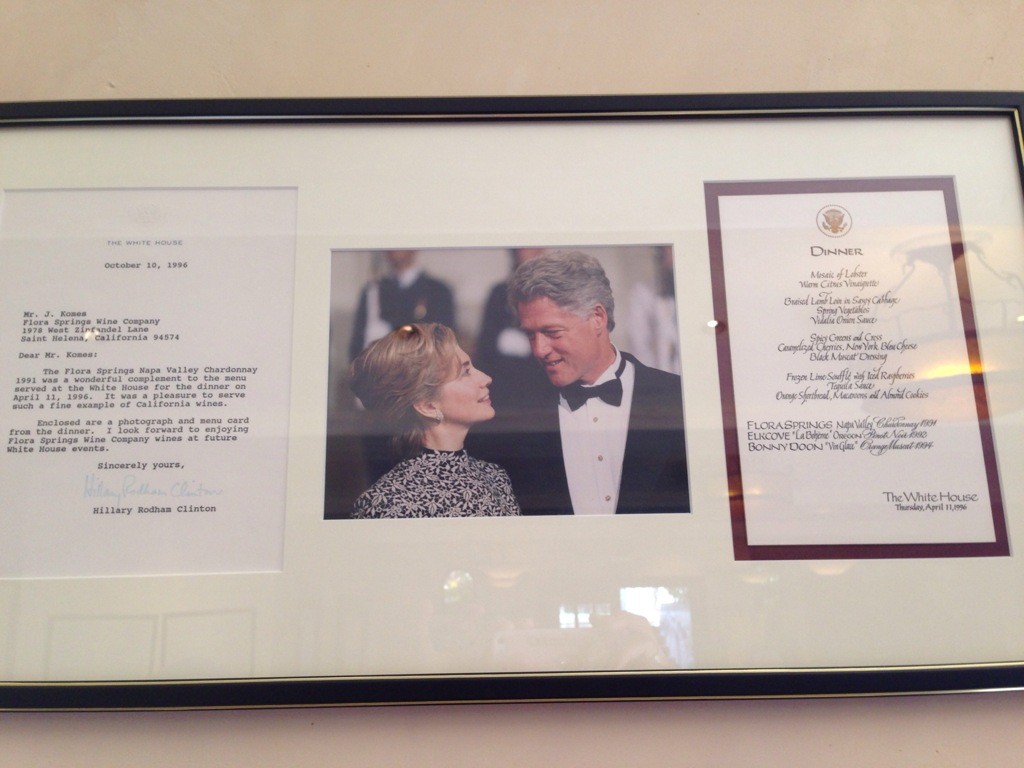 THE WHITE HOUSE
October 10, 1996
Mr. J. Komes
Flora Springs Wine Company
1978 West Zinfandel Lane
Saint Helena, California 94574
Dear Mr. Komes:
The Flora Springs Napa Valley Chardonnay
1991 was a wonderful complement to the menu
served at the White House for the dinner on
April 11, 1996. It was a pleasure to serve
such a fine example of California wines.
Enclosed are a photograph and menu card
from the dinner. I look forward to enjoying
Flora Springs Wine Company wines at future
White House events.
Sincerely yours,
Hillary Rodham Clinton
Hillary Rodham Clinton
DINNER
Mosaic of Lobster
Warm Citrus Vinaigrette
Braised Lamb Loin in Savoy Cabbage
Spring Vegetables
Vidalia Onion Sauce
Spicy Greens and Cress
Caramelized Cherries, New York Blue Cheese
Black Muscat Dressing
Frozen Lime Soufflé with Iced Raspberries
Tequila Sauce
Orange Shortbread, Macaroons and Almond Cookies
FLORA SPRINGS Napa Valley Chardonnay 1991
ELK COVE "La Bohème" OREGON Pinot Noir
BONNY DOON "Vin Glacé" Orange Muscat 1994
The White House
Thursday, April 11, 1996